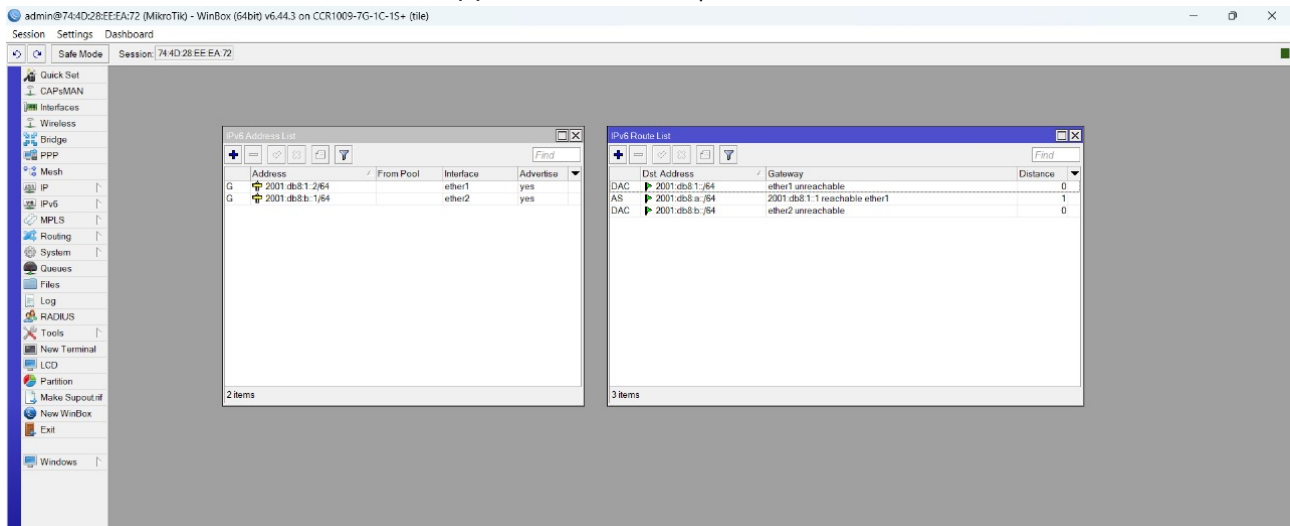 admin@74:4D:28:EE:EA:72 (MikroTik) - WinBox (64bit) v6.44.3 on CCR1009-7G-1C-1S+ (tile)
Session Settings Dashboard
Safe Mode Session: 74:4D:28:EE:EA:72
Quick Set
CAPsMAN
Interfaces
Wireless
Bridge
PPP
Mesh
IP
IPv6
MPLS
Routing
System
Queues
Files
Log
RADIUS
Tools
New Terminal
LCD
Partition
Make Supout.rif
New WinBox
Exit
Windows
IPv6 Address List
Find
Address From Pool Interface Advertise
G 2001:db8:1::2/64 ether1 yes
G 2001:db8:b::1/64 ether2 yes
2 items
IPv6 Route List
Find
Dst. Address Gateway Distance
DAC 2001:db8:1::/64 ether1 unreachable 0
AS 2001:db8:a::/64 2001:db8:1::1 reachable ether1 1
DAC 2001:db8:b::/64 ether2 unreachable 0
3 items